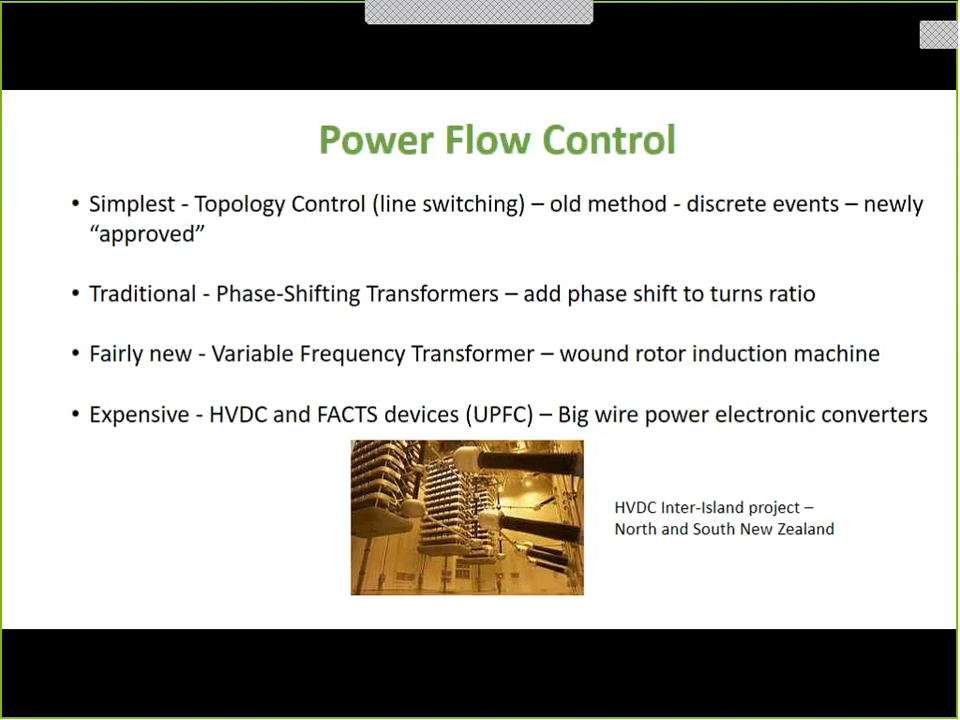 Power Flow Control
• Simplest - Topology Control (line switching) – old method - discrete events – newly
“approved”
• Traditional - Phase-Shifting Transformers – add phase shift to turns ratio
• Fairly new - Variable Frequency Transformer – wound rotor induction machine
• Expensive - HVDC and FACTS devices (UPFC) – Big wire power electronic converters
HVDC Inter-Island project –
North and South New Zealand